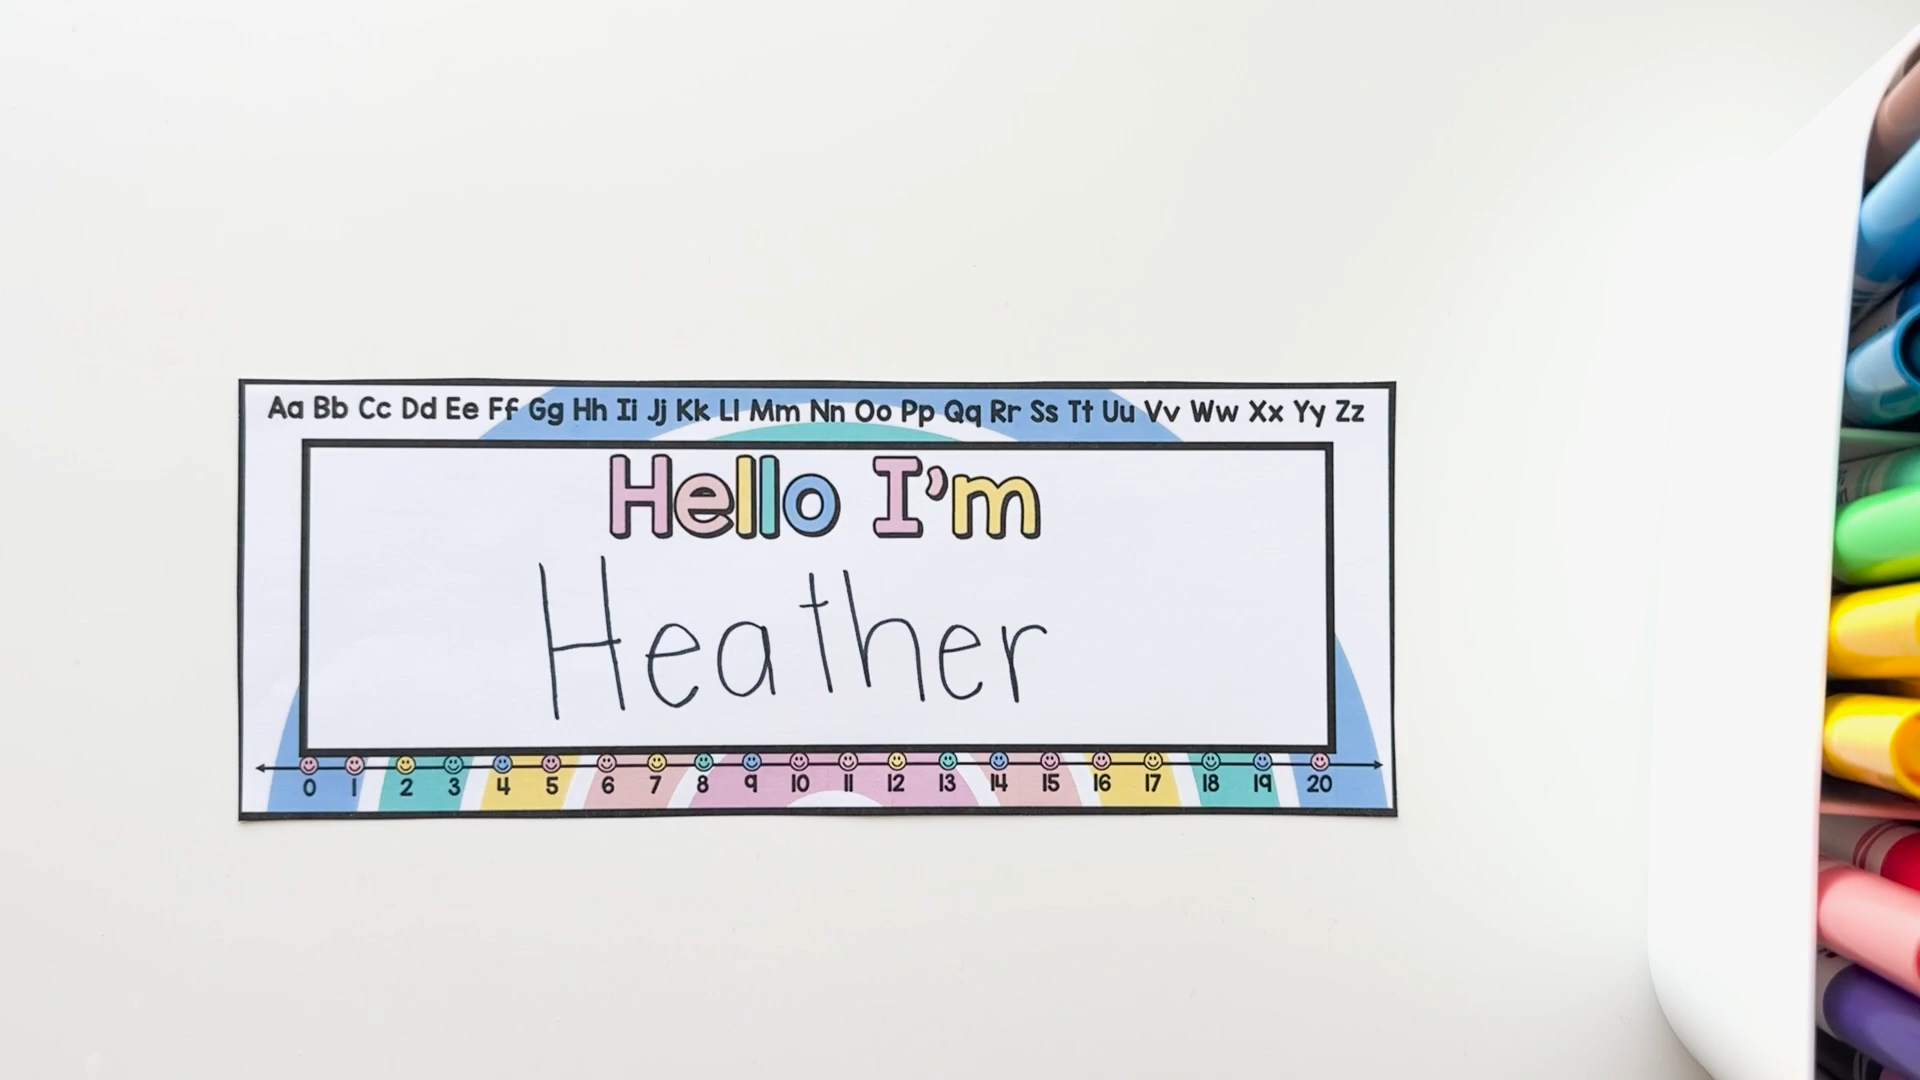 Aa Bb Cc Dd Ee Ff Gg Hh Ii Jj Kk Ll Mm Nn Oo Pp Qq Rr Ss Tt Uu Vv Ww Xx Yy Zz
Hello I'm
Heather
0 1 2 3 4 5 6 7 8 9 10 11 12 13 14 15 16 17 18 19 20